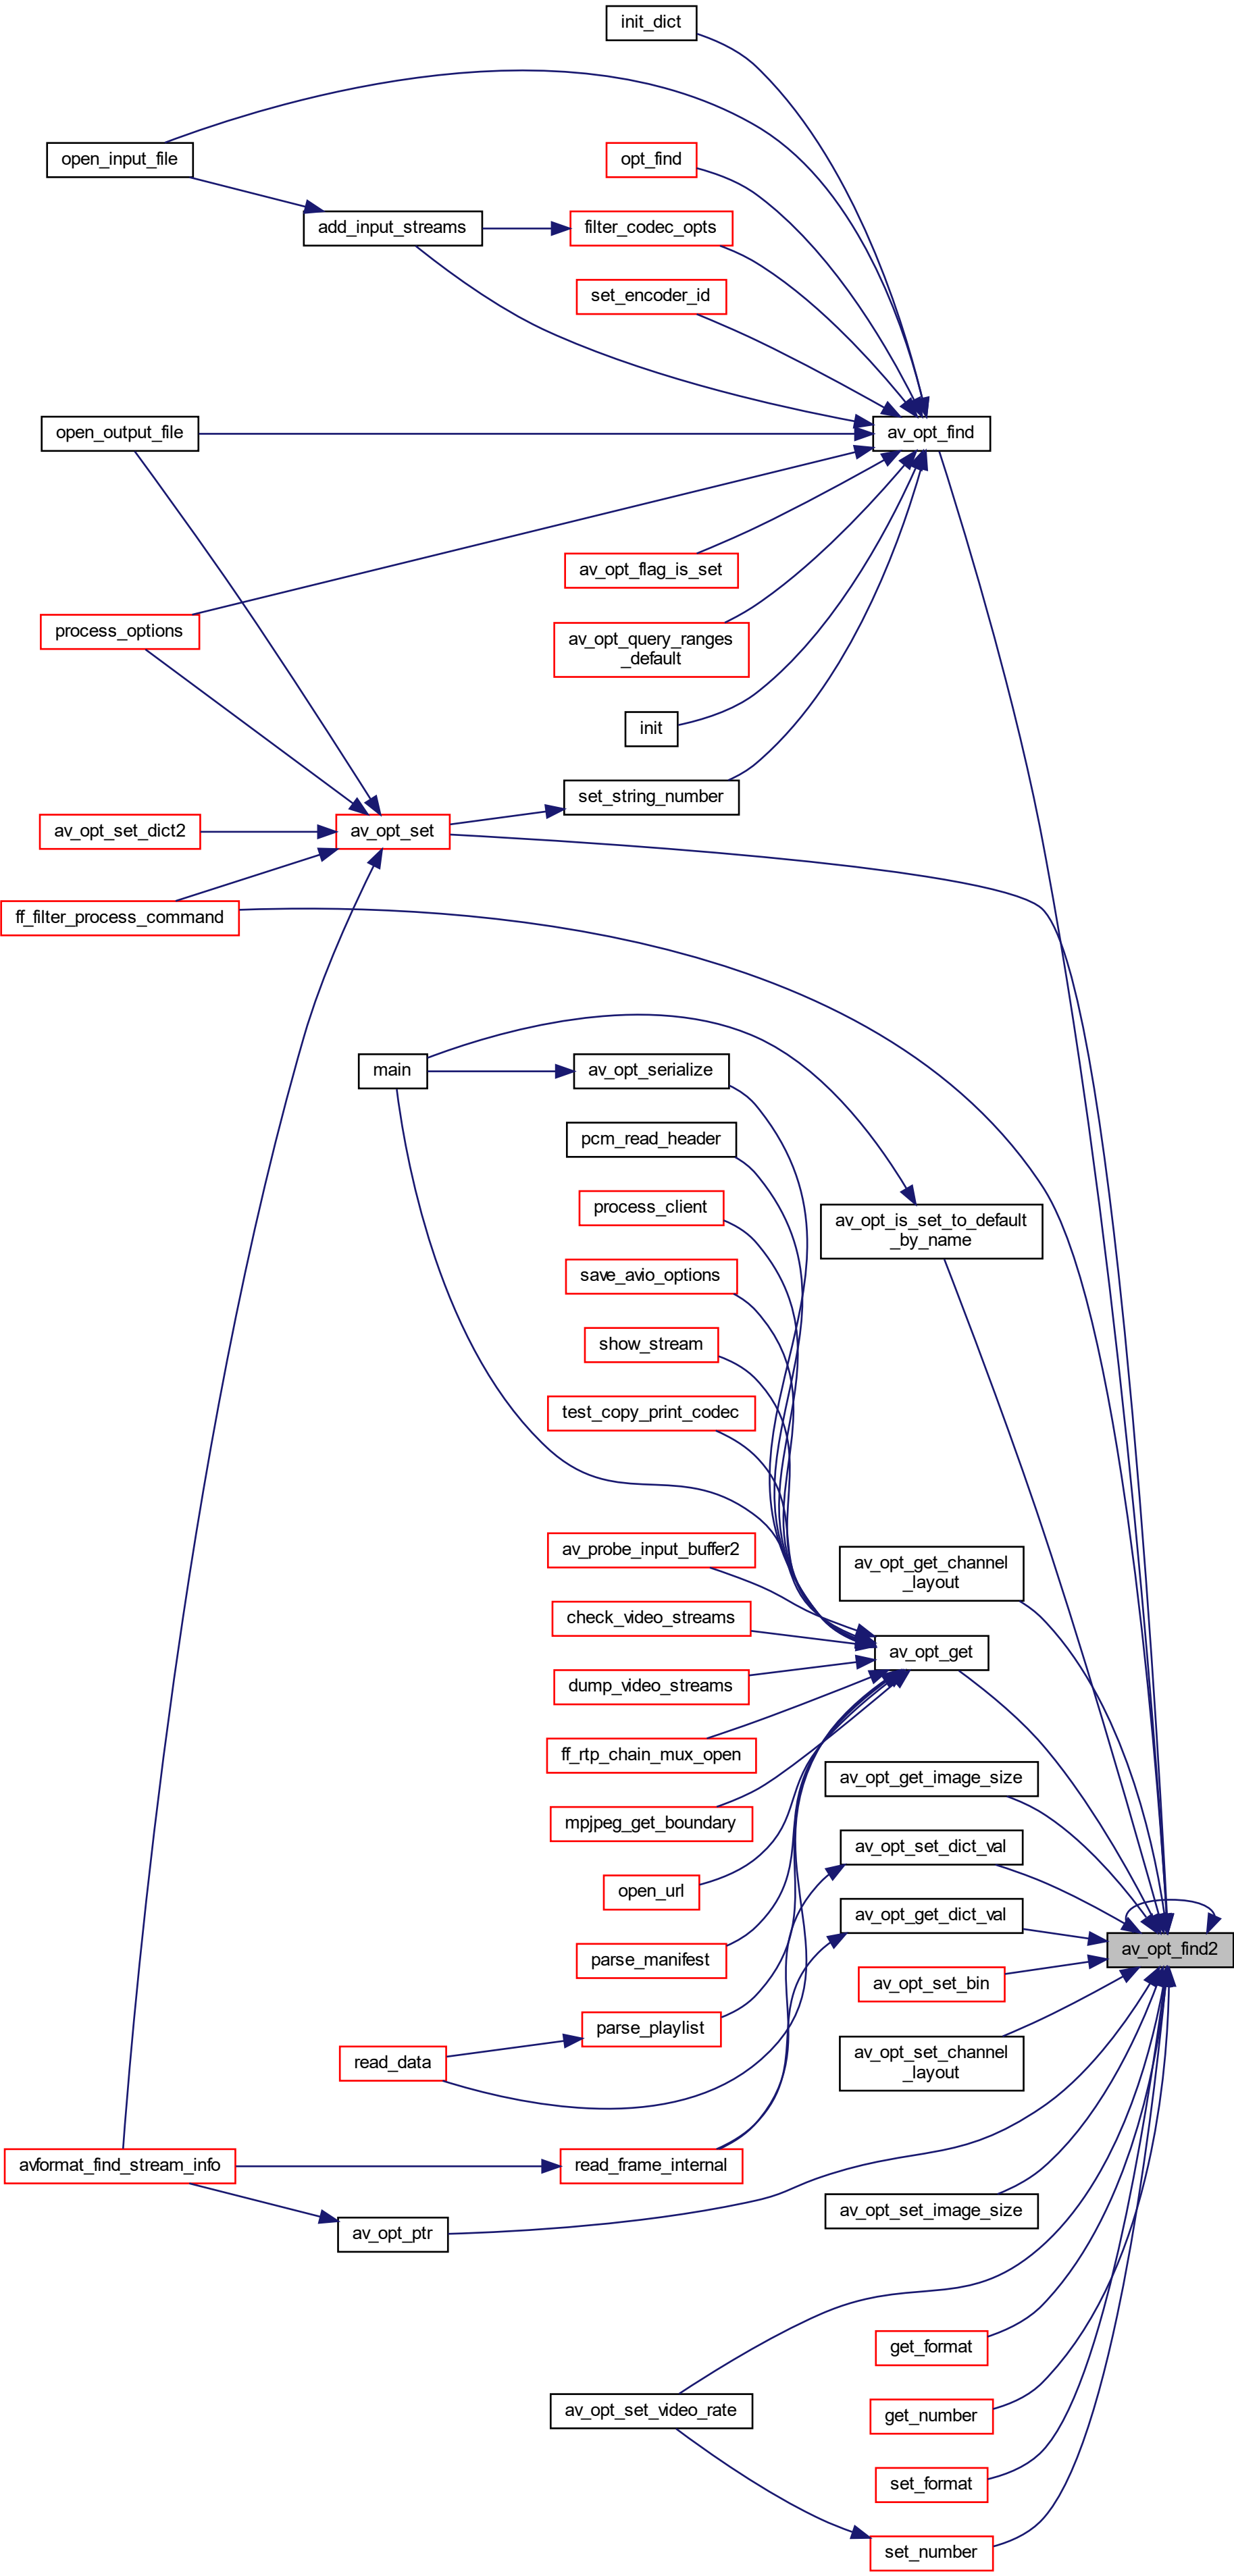 init_dict
open_input_file
opt_find
add_input_streams
filter_codec_opts
set_encoder_id
open_output_file
av_opt_find
av_opt_flag_is_set
process_options
av_opt_query_ranges
_default
init
set_string_number
av_opt_set_dict2
av_opt_set
ff_filter_process_command
main
av_opt_serialize
pcm_read_header
process_client
av_opt_is_set_to_default
_by_name
save_avio_options
show_stream
test_copy_print_codec
av_probe_input_buffer2
av_opt_get_channel
_layout
check_video_streams
av_opt_get
dump_video_streams
ff_rtp_chain_mux_open
av_opt_get_image_size
mpjpeg_get_boundary
av_opt_set_dict_val
open_url
av_opt_get_dict_val
av_opt_find2
parse_manifest
av_opt_set_bin
parse_playlist
read_data
av_opt_set_channel
_layout
avformat_find_stream_info
read_frame_internal
av_opt_ptr
av_opt_set_image_size
get_format
av_opt_set_video_rate
get_number
set_format
set_number